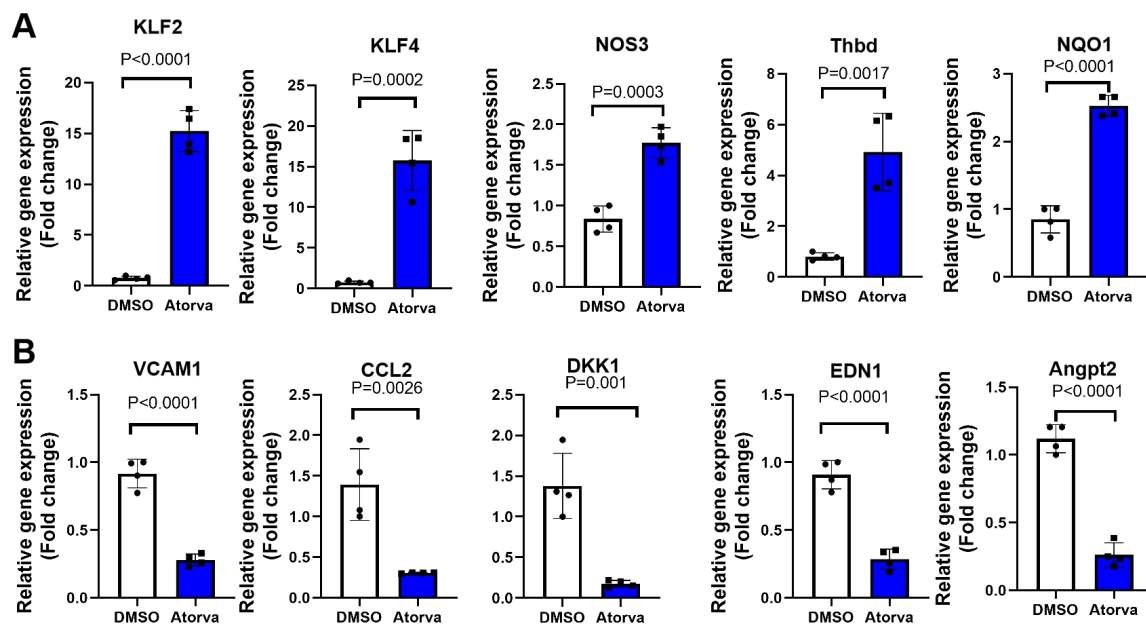 A
KLF2
P<0.0001
Relative gene expression
(Fold change)
20
15
10
5
0
DMSO Atorva
KLF4
P=0.0002
Relative gene expression
(Fold change)
25
20
15
10
5
0
DMSO Atorva
NOS3
P=0.0003
Relative gene expression
(Fold change)
2.5
2.0
1.5
1.0
0.5
0.0
DMSO Atorva
Thbd
P=0.0017
Relative gene expression
(Fold change)
8
6
4
2
0
DMSO Atorva
NQO1
P<0.0001
Relative gene expression
(Fold change)
3
2
1
0
DMSO Atorva
B
VCAM1
P<0.0001
Relative gene expression
(Fold change)
1.5
1.0
0.5
0.0
DMSO Atorva
CCL2
P=0.0026
Relative gene expression
(Fold change)
2.5
2.0
1.5
1.0
0.5
0.0
DMSO Atorva
DKK1
P=0.001
Relative gene expression
(Fold change)
2.5
2.0
1.5
1.0
0.5
0.0
DMSO Atorva
EDN1
P<0.0001
Relative gene expression
(Fold change)
1.5
1.0
0.5
0.0
DMSO Atorva
Angpt2
P<0.0001
Relative gene expression
(Fold change)
1.5
1.0
0.5
0.0
DMSO Atorva